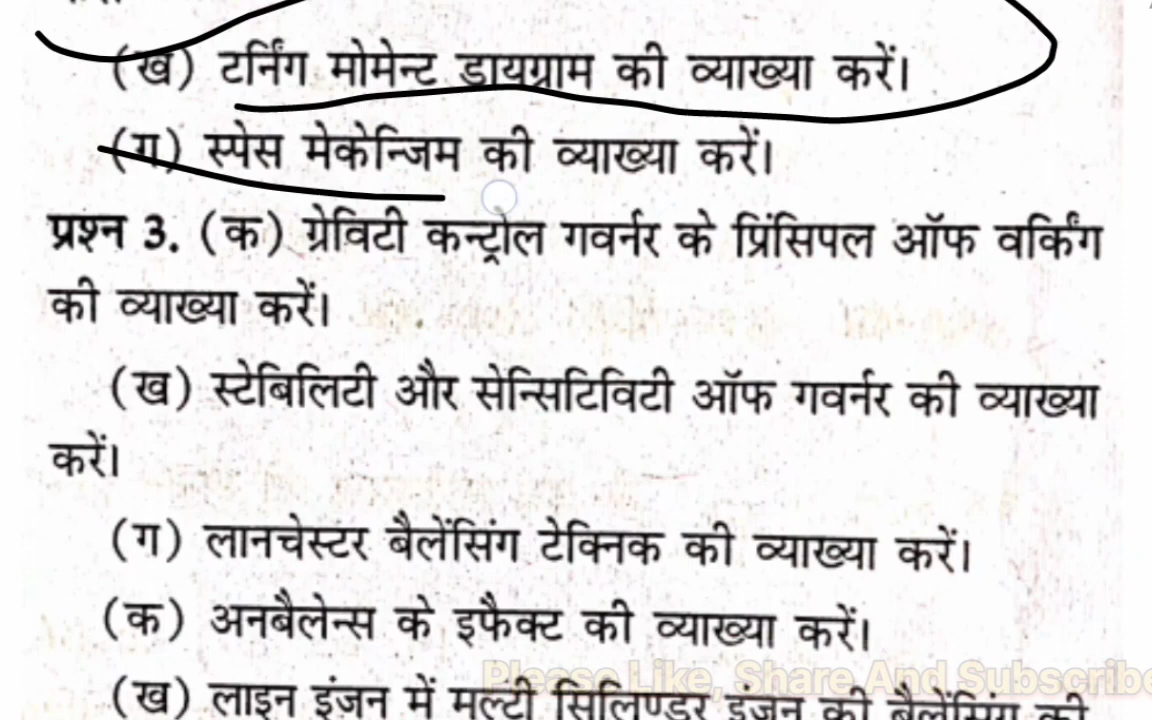 (ख) टर्निंग मोमेन्ट डायग्राम की व्याख्या करें।
(ग) स्पेस मेकेन्जिम की व्याख्या करें।
प्रश्न 3. (क) ग्रेविटी कन्ट्रोल गवर्नर के प्रिंसिपल ऑफ वर्किंग
की व्याख्या करें।
(ख) स्टेबिलिटी और सेन्सिटिविटी ऑफ गवर्नर की व्याख्या
करें।
(ग) लानचेस्टर बैलेंसिंग टेक्निक की व्याख्या करें।
(क) अनबैलेन्स के इफैक्ट की व्याख्या करें।
Please Like, Share And Subscribe
(ख) लाइन इंजन में मल्टी सिलिण्डर इंजन की बैलेंसिंग की